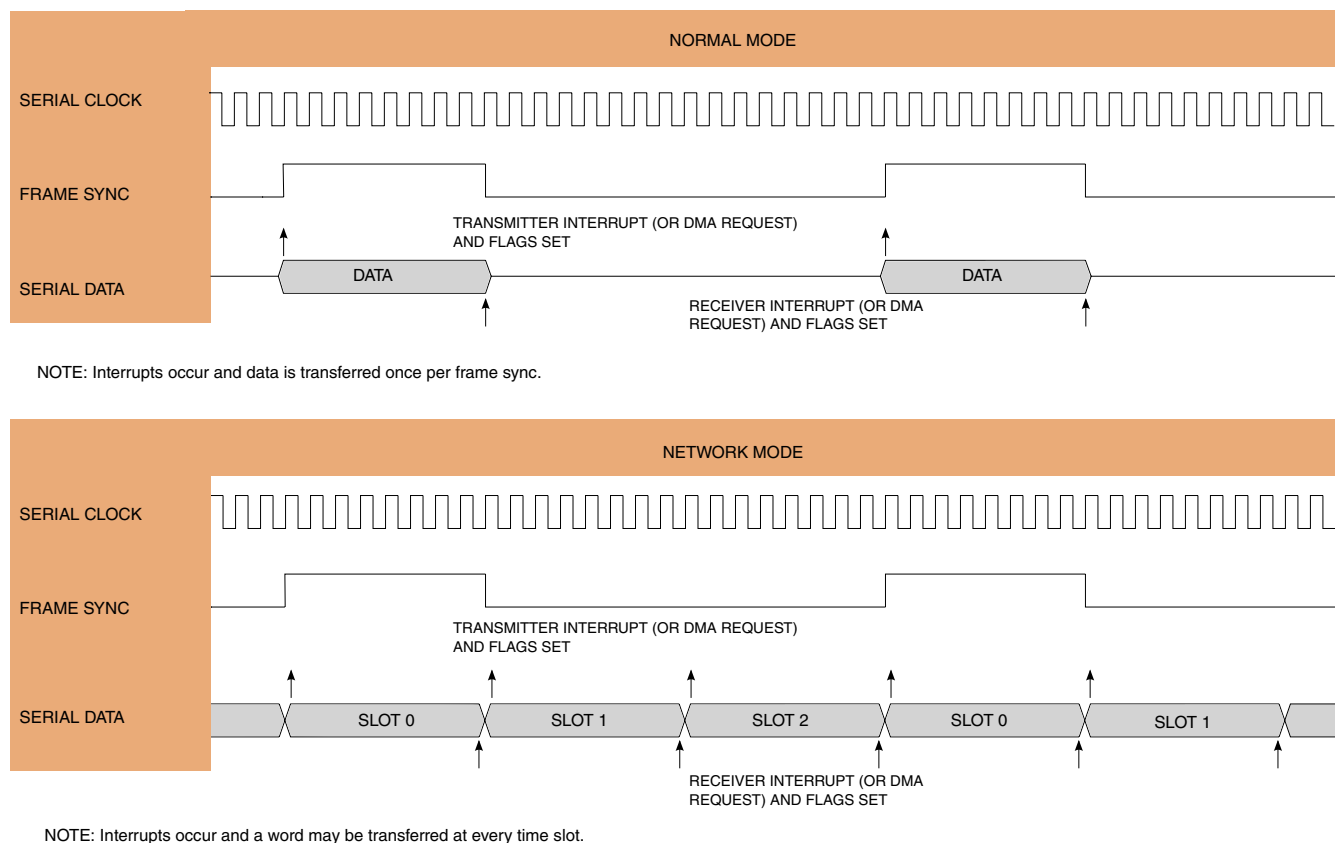 NORMAL MODE
SERIAL CLOCK
FRAME SYNC
TRANSMITTER INTERRUPT (OR DMA REQUEST)
AND FLAGS SET
SERIAL DATA
DATA
DATA
RECEIVER INTERRUPT (OR DMA
REQUEST) AND FLAGS SET
NOTE: Interrupts occur and data is transferred once per frame sync.
NETWORK MODE
SERIAL CLOCK
FRAME SYNC
TRANSMITTER INTERRUPT (OR DMA REQUEST)
AND FLAGS SET
SERIAL DATA
SLOT 0
SLOT 1
SLOT 2
SLOT 0
SLOT 1
RECEIVER INTERRUPT (OR DMA
REQUEST) AND FLAGS SET
NOTE: Interrupts occur and a word may be transferred at every time slot.